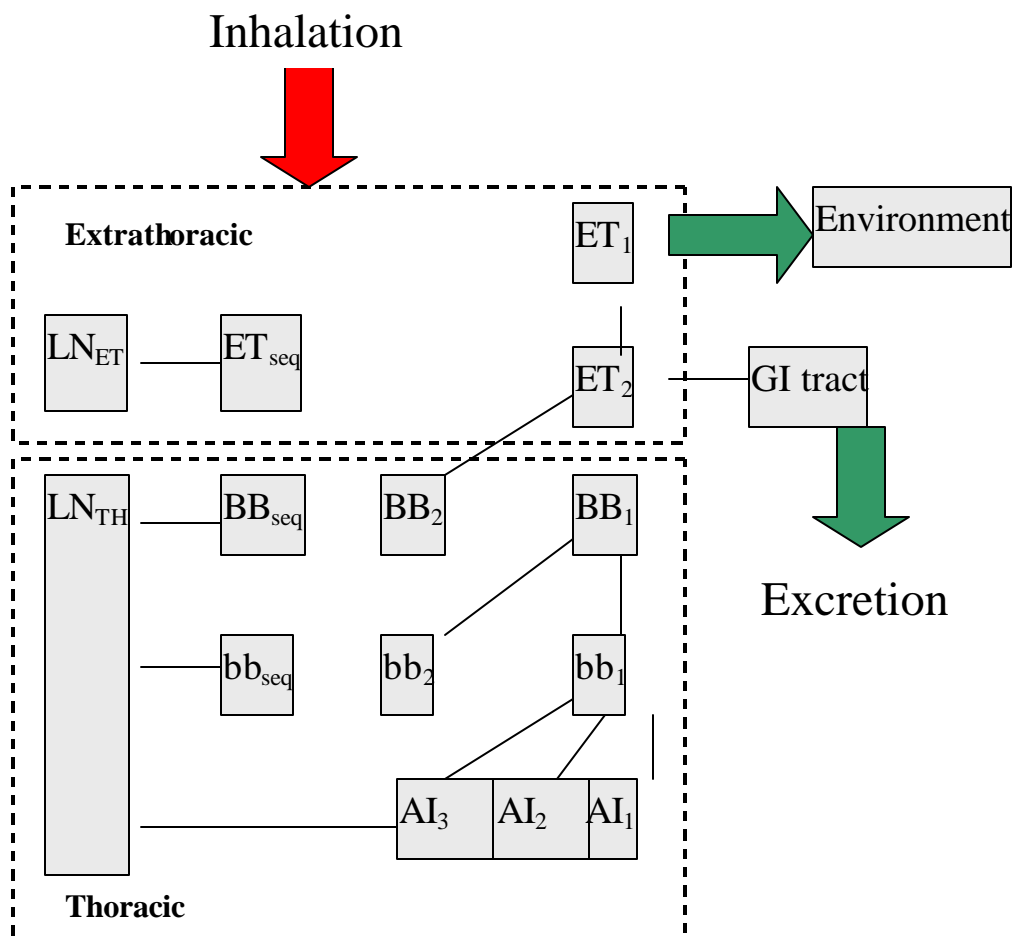 Inhalation
Extrathoracic
ET1
Environment
LNET
ETseq
ET2
GI tract
LNTH
BBseq
BB2
BB1
Excretion
bbseq
bb2
bb1
AI3
AI2
AI1
Thoracic